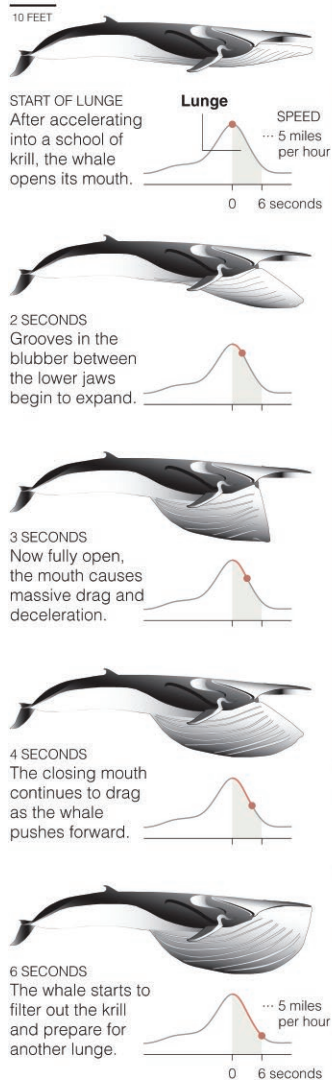 10 FEET
START OF LUNGE
After accelerating
into a school of
krill, the whale
opens its mouth.
Lunge
SPEED
··· 5 miles
per hour
0 6 seconds
2 SECONDS
Grooves in the
blubber between
the lower jaws
begin to expand.
3 SECONDS
Now fully open,
the mouth causes
massive drag and
deceleration.
4 SECONDS
The closing mouth
continues to drag
as the whale
pushes forward.
6 SECONDS
The whale starts to
filter out the krill
and prepare for
another lunge.
··· 5 miles
per hour
0 6 seconds